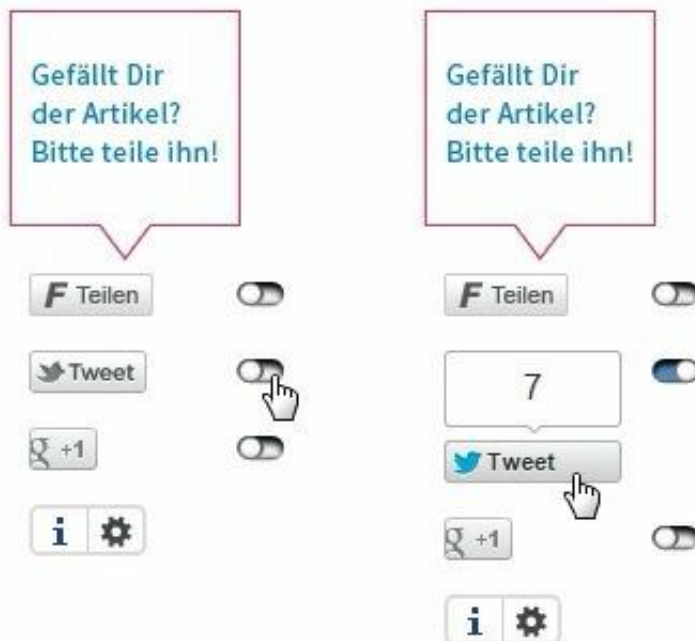 Gefällt Dir
der Artikel?
Bitte teile ihn!
F Teilen
Tweet
g +1
i
Gefällt Dir
der Artikel?
Bitte teile ihn!
F Teilen
7
Tweet
g +1
i